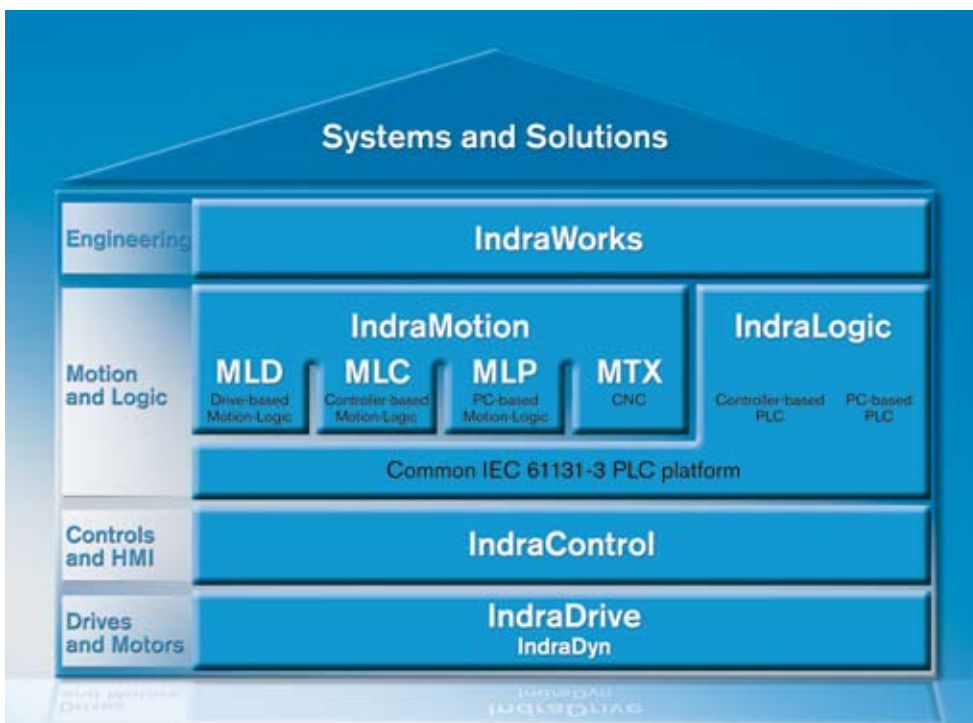 Systems and Solutions
Engineering
IndraWorks
Motion
and Logic
IndraMotion
MLD
Drive-based
Motion-Logic
MLC
Controller-based
Motion-Logic
MLP
PC-based
Motion-Logic
MTX
CNC
IndraLogic
Controller-based
PLC
PC-based
PLC
Common IEC 61131-3 PLC platform
Controls
and HMI
IndraControl
Drives
and Motors
IndraDrive
IndraDyn